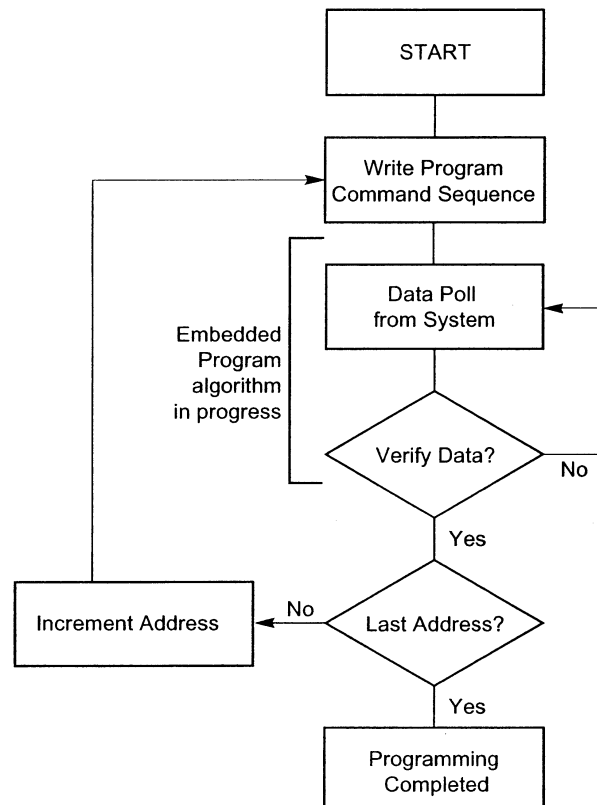 START
Write Program
Command Sequence
Data Poll
from System
Embedded
Program
algorithm
in progress
Verify Data?
No
Yes
Increment Address
No
Last Address?
Yes
Programming
Completed